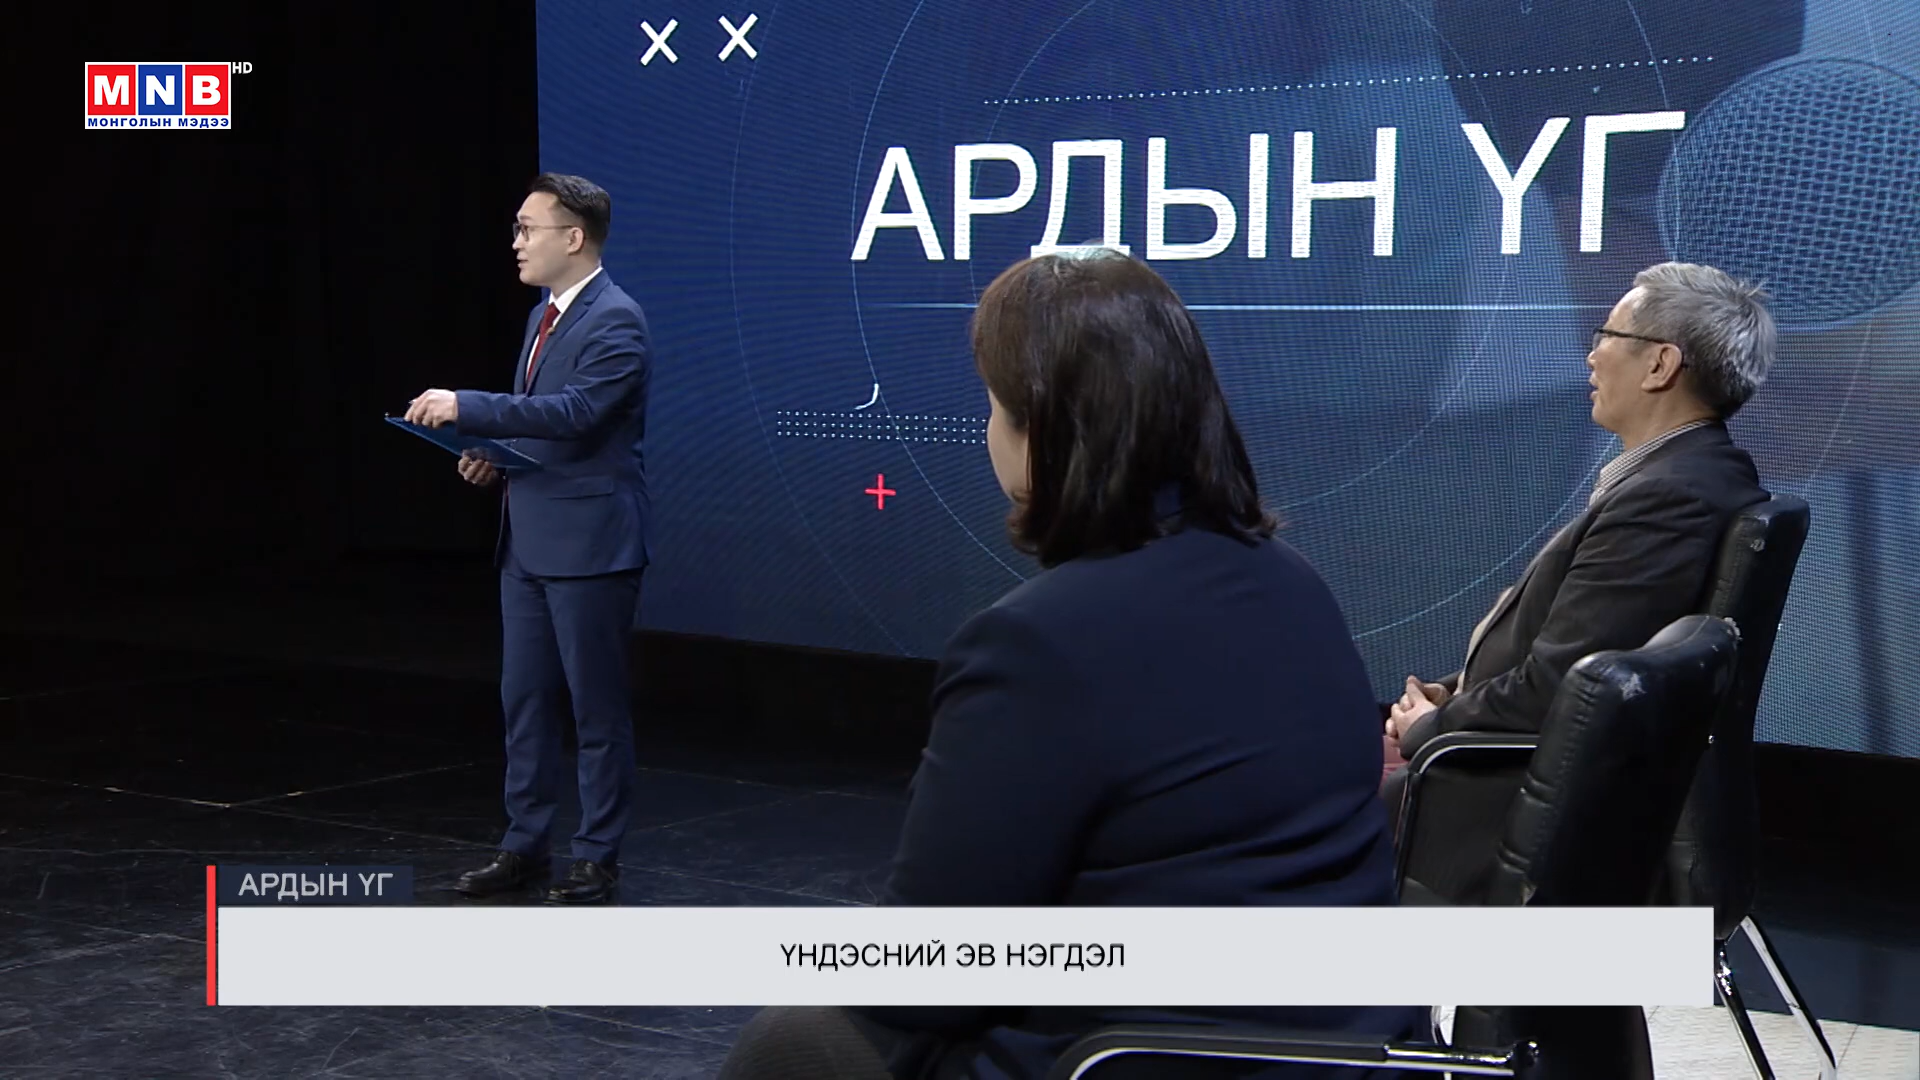 MNB HD
МОНГОЛЫН МЭДЭЭ
X X
АРДЫН ҮГ
АРДЫН ҮГ
ҮНДЭСНИЙ ЭВ НЭГДЭЛ